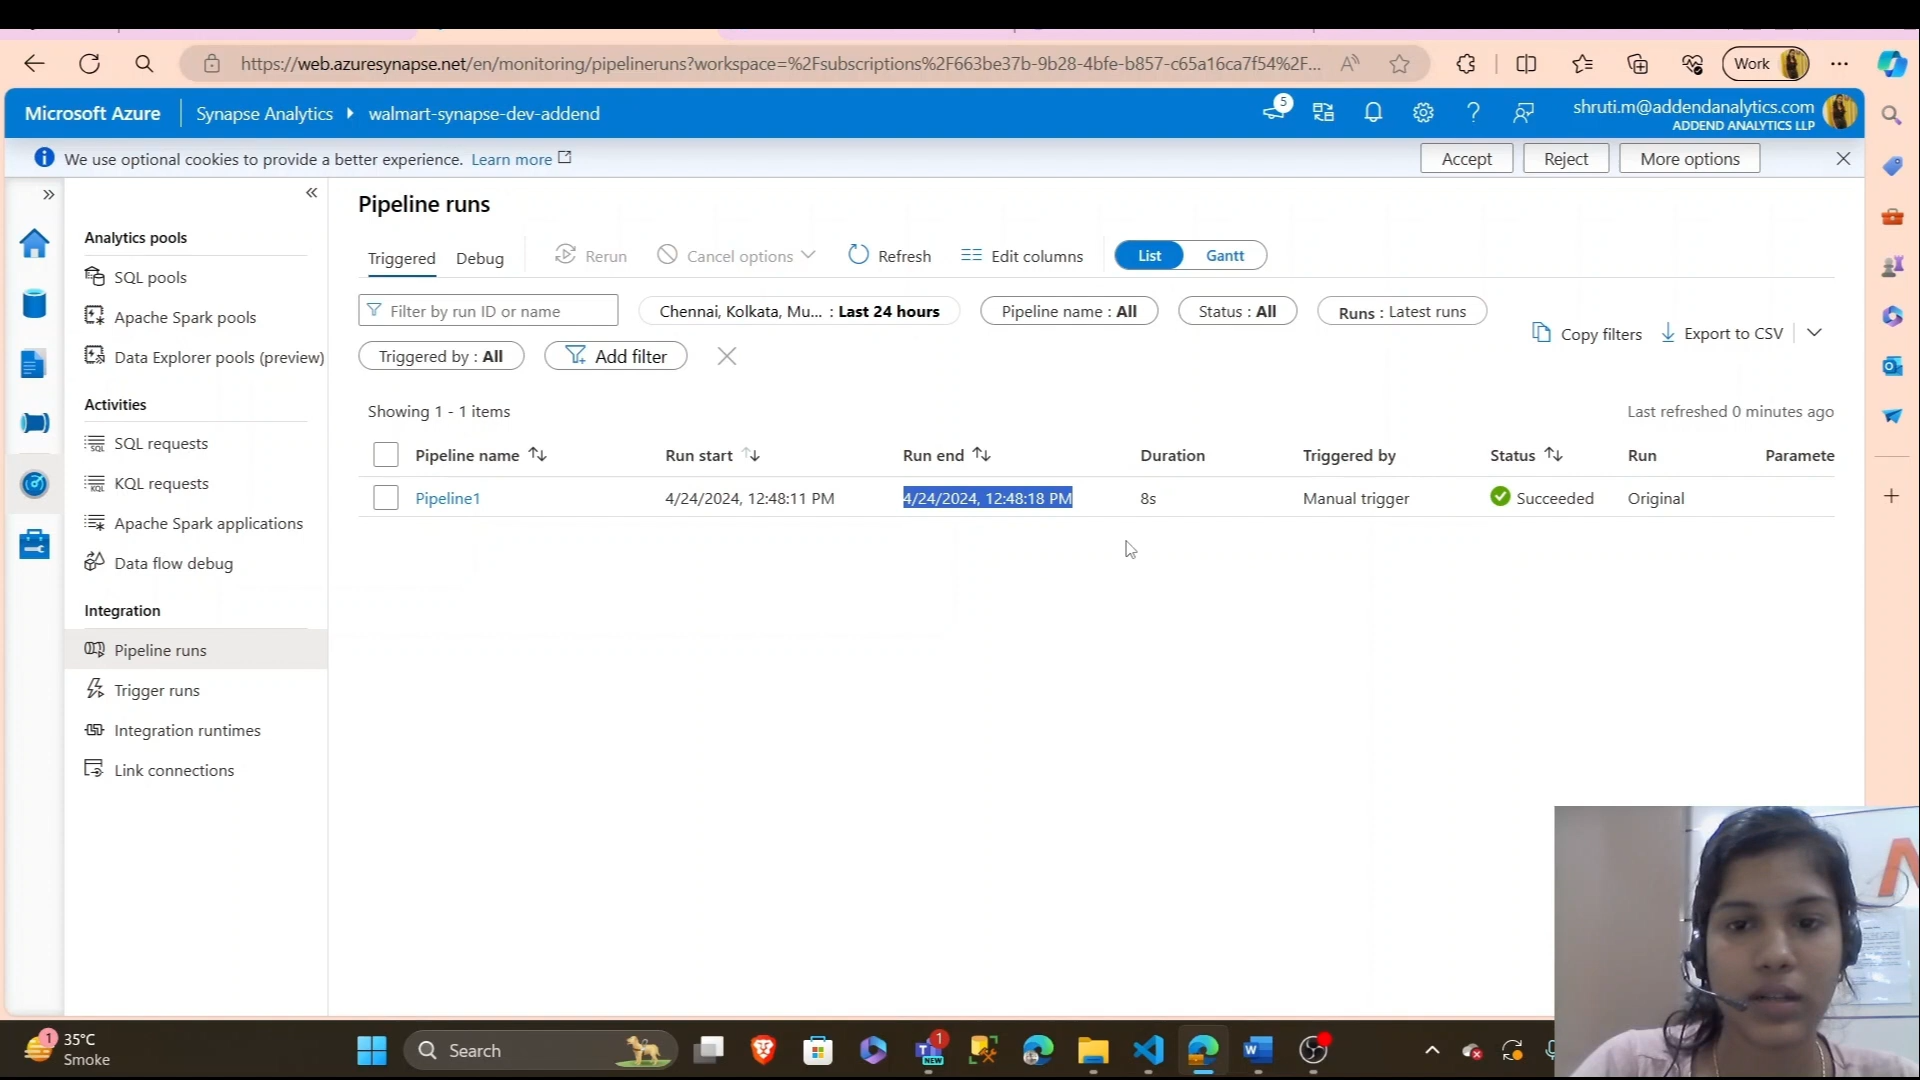 https://web.azuresynapse.net/en/monitoring/pipelineruns?workspace=%2Fsubscriptions%2F663be37b-9b28-4bfe-b857-c65a16ca7f54%2F...
Work
Microsoft Azure
Synapse Analytics
walmart-synapse-dev-addend
5
shruti.m@addendanalytics.com
ADDEND ANALYTICS LLP
We use optional cookies to provide a better experience. Learn more
Accept
Reject
More options
Analytics pools
SQL pools
Apache Spark pools
Data Explorer pools (preview)
Activities
SQL requests
KQL requests
Apache Spark applications
Data flow debug
Integration
Pipeline runs
Trigger runs
Integration runtimes
Link connections
Pipeline runs
Triggered
Debug
Rerun
Cancel options
Refresh
Edit columns
List
Gantt
Filter by run ID or name
Chennai, Kolkata, Mu... : Last 24 hours
Pipeline name : All
Status : All
Runs : Latest runs
Triggered by : All
Add filter
Copy filters
Export to CSV
Showing 1 - 1 items
Last refreshed 0 minutes ago
Pipeline name
Run start
Run end
Duration
Triggered by
Status
Run
Paramete
Pipeline1
4/24/2024, 12:48:11 PM
4/24/2024, 12:48:18 PM
8s
Manual trigger
Succeeded
Original
1
35°C
Smoke
Search
1
NEW